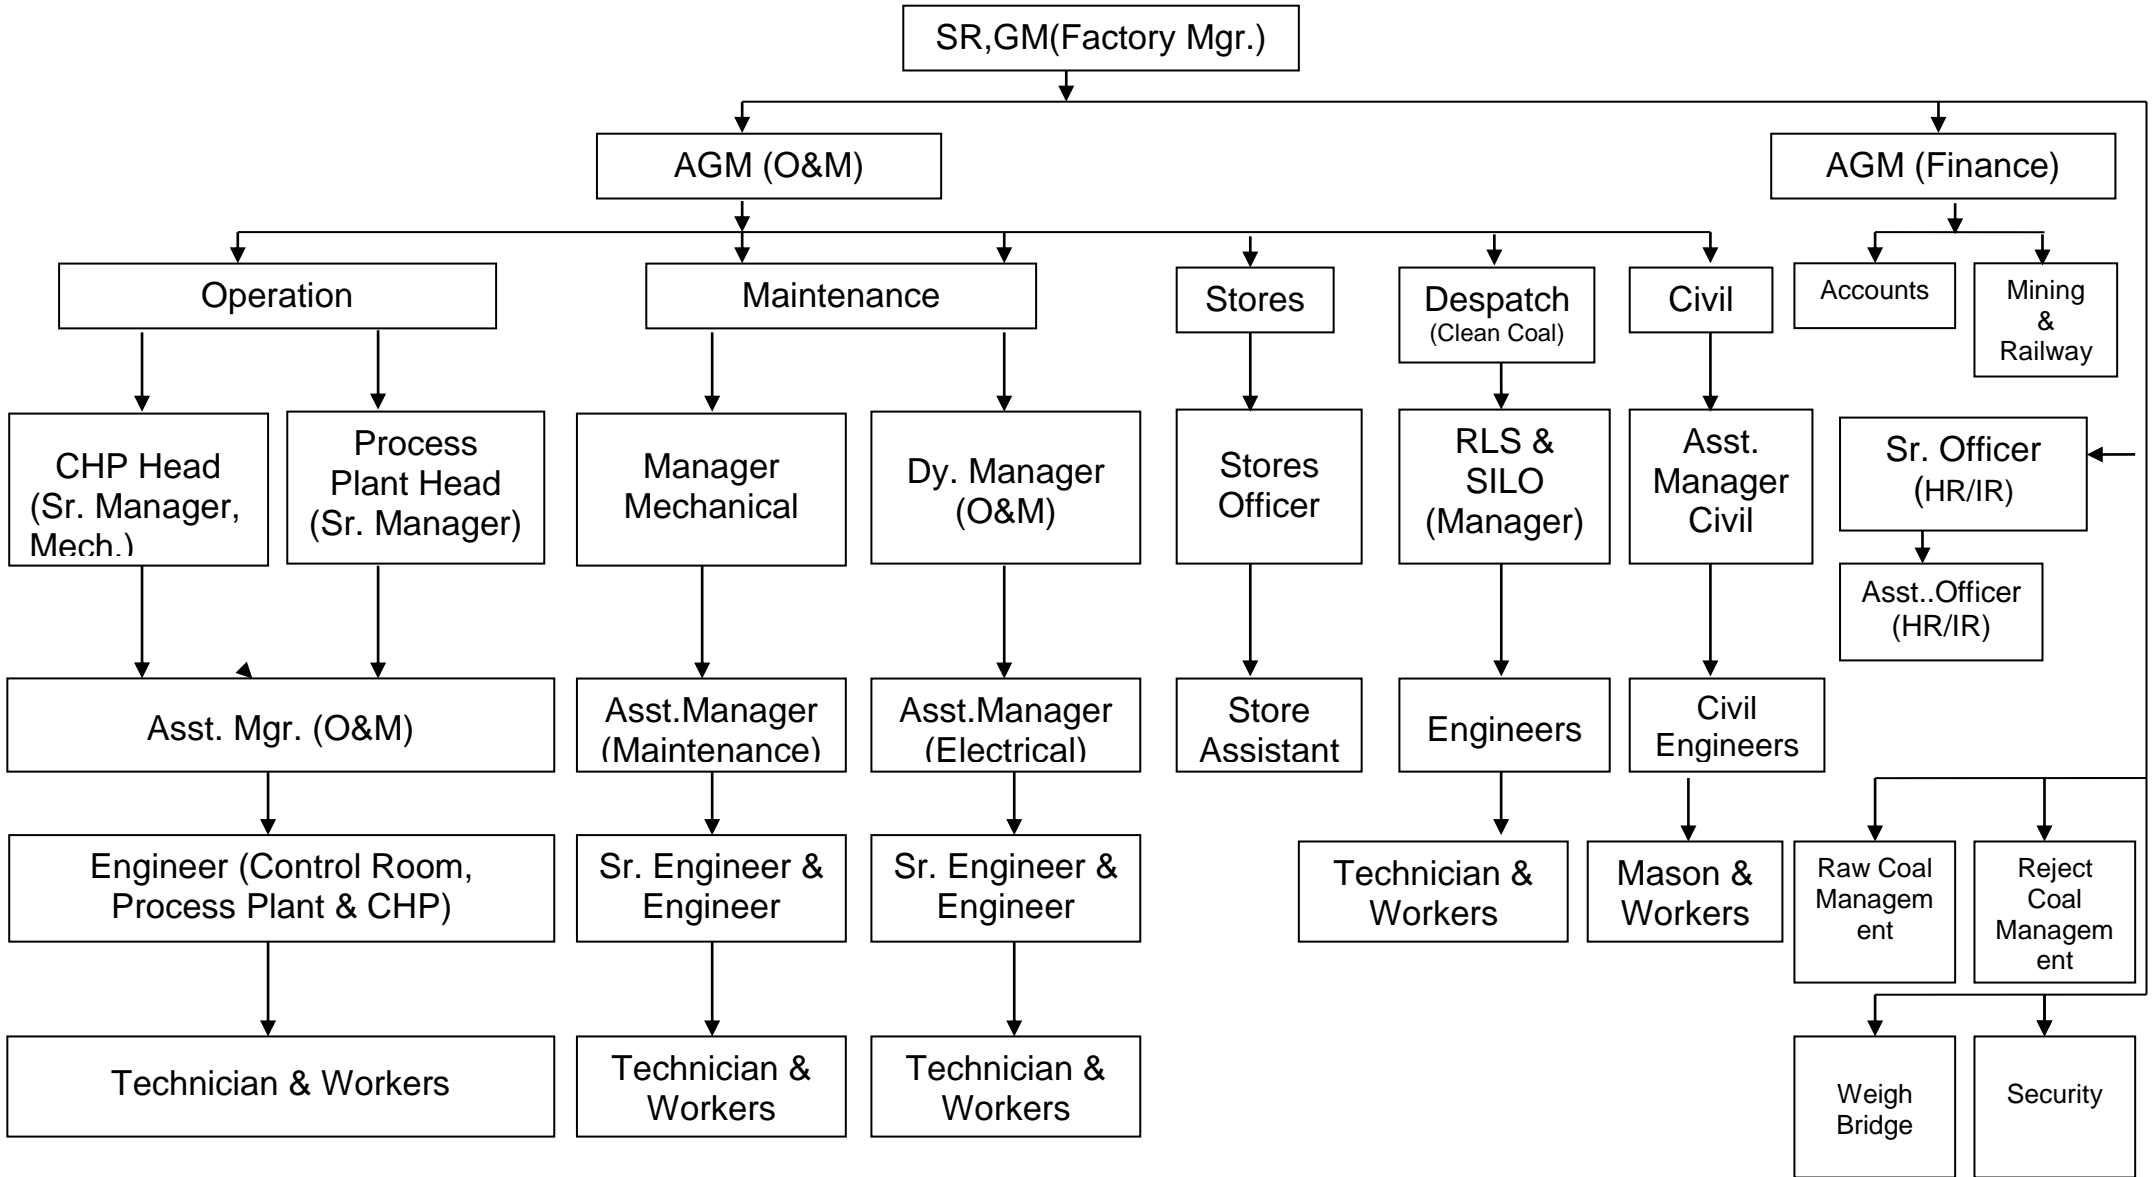 SR,GM(Factory Mgr.)
AGM (O&M)
AGM (Finance)
Operation
Maintenance
Stores
Despatch
(Clean Coal)
Civil
Accounts
Mining
&
Railway
CHP Head
(Sr. Manager,
Mech.)
Process
Plant Head
(Sr. Manager)
Manager
Mechanical
Dy. Manager
(O&M)
Stores
Officer
RLS &
SILO
(Manager)
Asst.
Manager
Civil
Sr. Officer
(HR/IR)
Asst..Officer
(HR/IR)
Asst. Mgr. (O&M)
Asst.Manager
(Maintenance)
Asst.Manager
(Electrical)
Store
Assistant
Engineers
Civil
Engineers
Engineer (Control Room,
Process Plant & CHP)
Sr. Engineer &
Engineer
Sr. Engineer &
Engineer
Technician &
Workers
Mason &
Workers
Raw Coal
Managem
ent
Reject
Coal
Managem
ent
Technician & Workers
Technician &
Workers
Technician &
Workers
Weigh
Bridge
Security